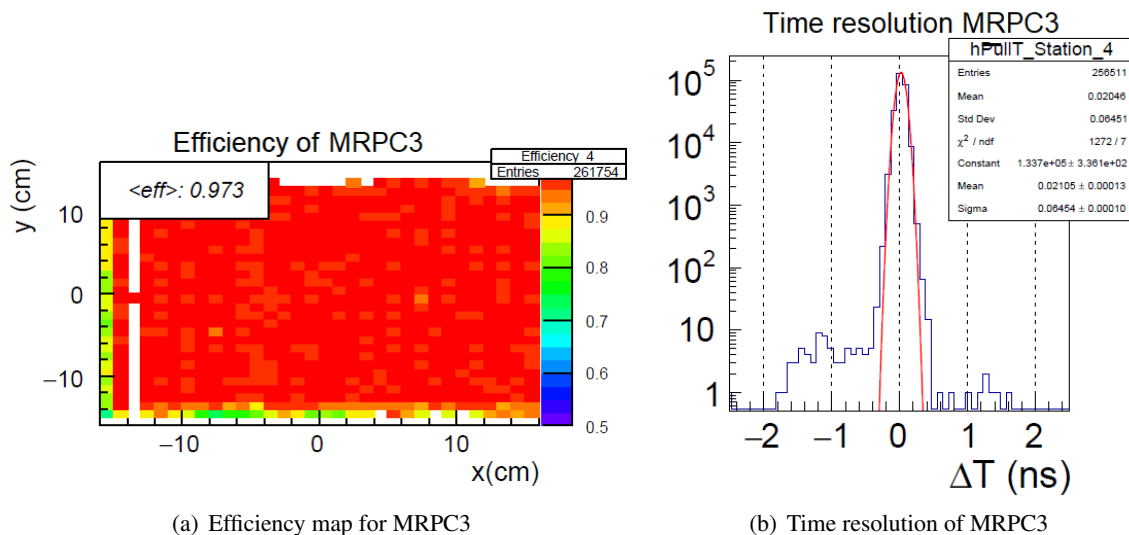 Efficiency of MRPC3
<eff>: 0.973
Efficiency_4
Entries 261754
y (cm)
10
0
−10
−10
0
10
x(cm)
0.9
0.8
0.7
0.6
0.5
(a) Efficiency map for MRPC3
Time resolution MRPC3
hPullT_Station_4
Entries 256511
Mean 0.02046
Std Dev 0.06451
χ² / ndf 1272 / 7
Constant 1.337e+05 ± 3.361e+02
Mean 0.02105 ± 0.00013
Sigma 0.06454 ± 0.00010
10⁵
10⁴
10³
10²
10
1
−2
−1
0
1
2
ΔT (ns)
(b) Time resolution of MRPC3